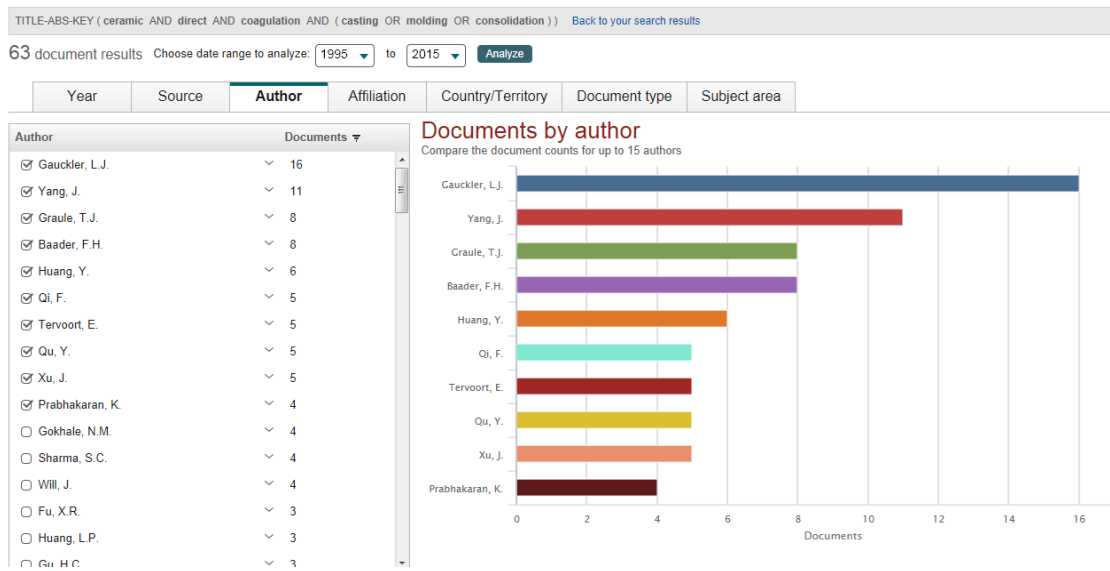 TITLE-ABS-KEY ( ceramic AND direct AND coagulation AND ( casting OR molding OR consolidation ) ) Back to your search results
63 document results Choose date range to analyze: 1995 to 2015 Analyze
Year Source Author Affiliation Country/Territory Document type Subject area
Author Documents
Gauckler, L.J. 16
Yang, J. 11
Graule, T.J. 8
Baader, F.H. 8
Huang, Y. 6
Qi, F. 5
Tervoort, E. 5
Qu, Y. 5
Xu, J. 5
Prabhakaran, K. 4
Gokhale, N.M. 4
Sharma, S.C. 4
Will, J. 4
Fu, X.R. 3
Huang, L.P. 3
Gu, H.C. 3
Documents by author
Compare the document counts for up to 15 authors
Gauckler, L.J.
Yang, J.
Graule, T.J.
Baader, F.H.
Huang, Y.
Qi, F.
Tervoort, E.
Qu, Y.
Xu, J.
Prabhakaran, K.
0 2 4 6 8 10 12 14 16
Documents